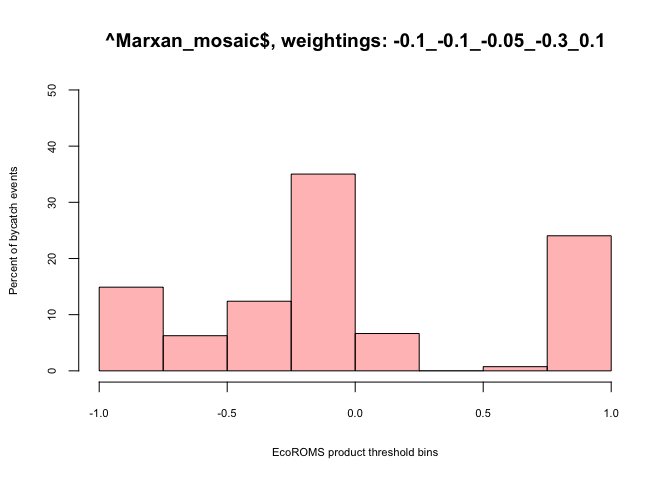 ^Marxan_mosaic$, weightings: -0.1_-0.1_-0.05_-0.3_0.1
50
40
30
20
10
0
Percent of bycatch events
-1.0 -0.5 0.0 0.5 1.0
EcoROMS product threshold bins